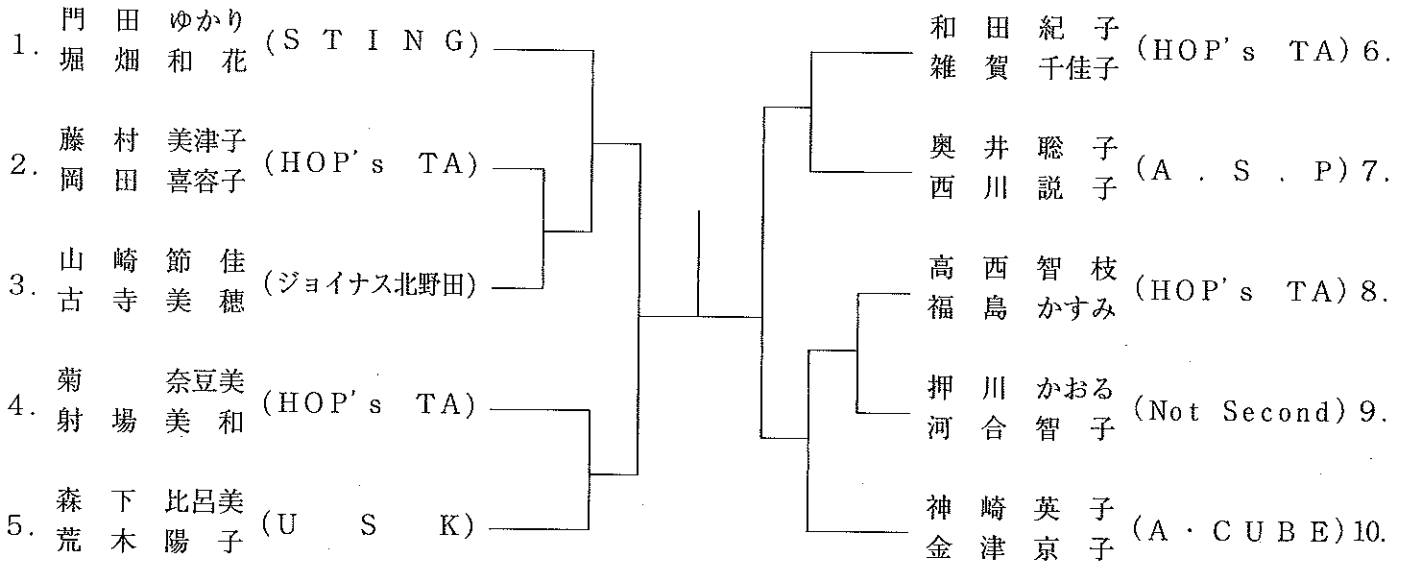 1. 門田 ゆかり
堀畑和花 (STING)
2. 藤村 美津子
岡田 喜容子 (HOP's TA)
3. 山崎節佳
古寺美穂 (ジョイナス北野田)
4. 菊 奈豆美
射場美和 (HOP's TA)
5. 森下 比呂美
荒木陽子 (USK)
和田紀子
雑賀 千佳子 (HOP's TA) 6.
奥井聡子
西川説子 (A.S.P) 7.
高西智枝
福島 かすみ (HOP's TA) 8.
押川 かおる
河合智子 (Not Second) 9.
神崎英子
金津京子 (A・CUBE) 10.